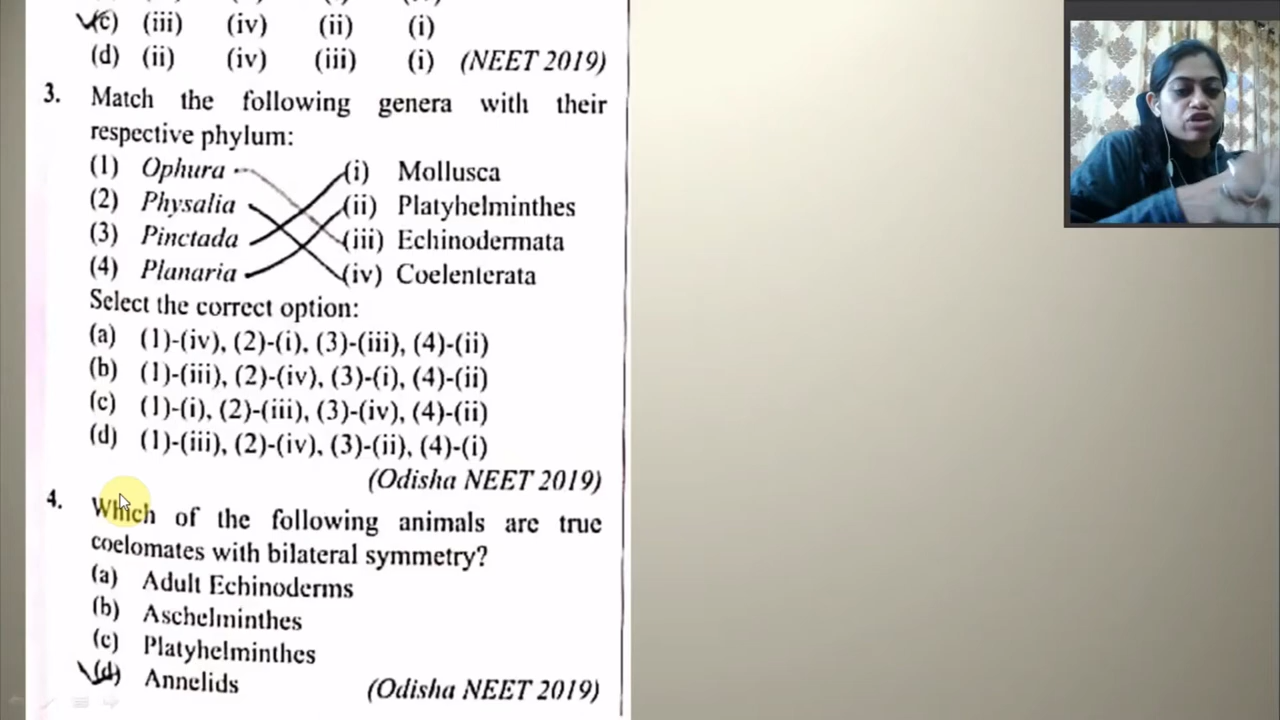 (c) (iii) (iv) (ii) (i)
(d) (ii) (iv) (iii) (i) (NEET 2019)
3. Match the following genera with their
respective phylum:
(1) Ophura (i) Mollusca
(2) Physalia (ii) Platyhelminthes
(3) Pinctada (iii) Echinodermata
(4) Planaria (iv) Coelenterata
Select the correct option:
(a) (1)-(iv), (2)-(i), (3)-(iii), (4)-(ii)
(b) (1)-(iii), (2)-(iv), (3)-(i), (4)-(ii)
(c) (1)-(i), (2)-(iii), (3)-(iv), (4)-(ii)
(d) (1)-(iii), (2)-(iv), (3)-(ii), (4)-(i)
(Odisha NEET 2019)
4. Which of the following animals are true
coelomates with bilateral symmetry?
(a) Adult Echinoderms
(b) Aschelminthes
(c) Platyhelminthes
(d) Annelids (Odisha NEET 2019)